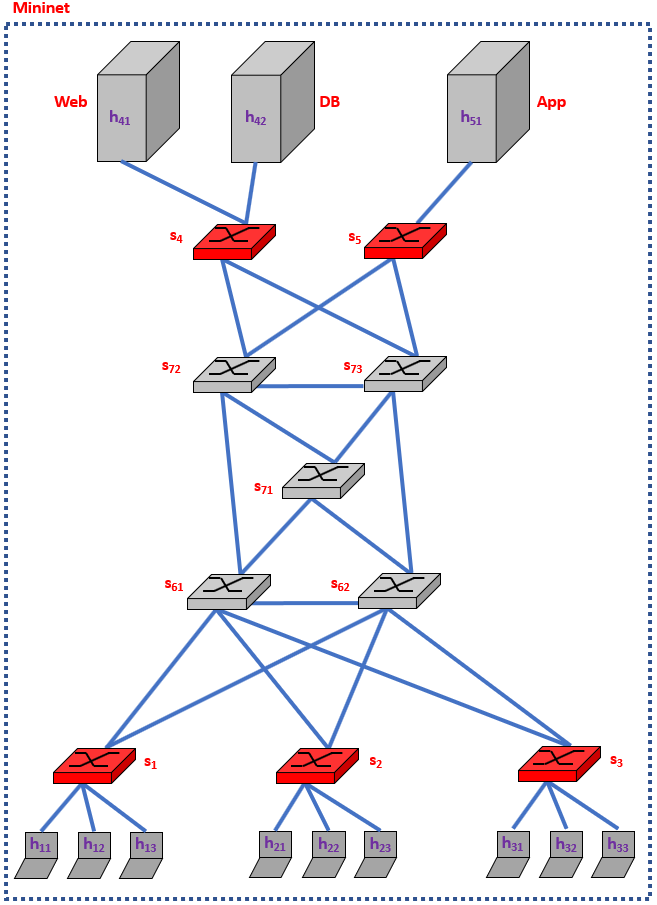 Mininet
Web
h41
h42
DB
h51
App
s4
s5
s72
s73
s71
s61
s62
s1
s2
s3
h11
h12
h13
h21
h22
h23
h31
h32
h33